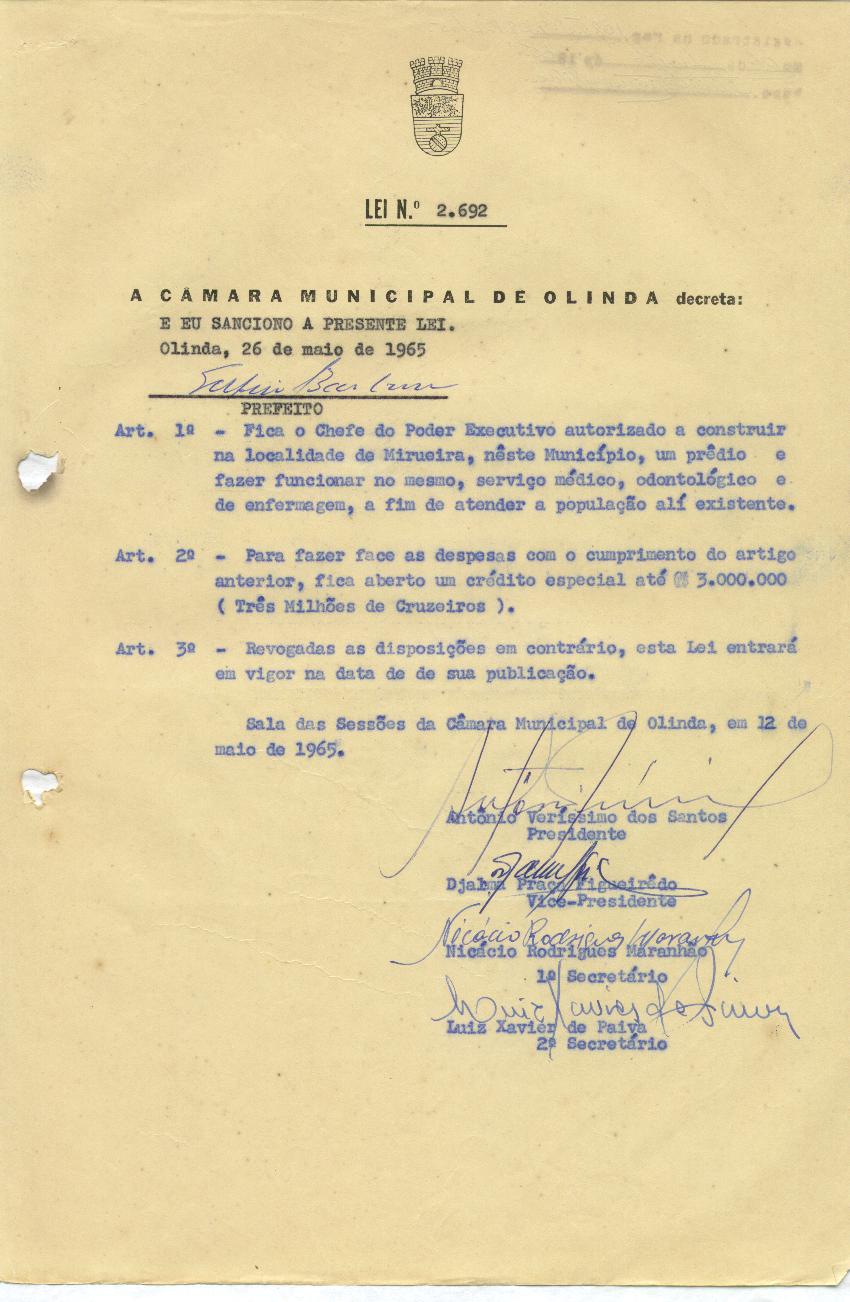 LEI N.º 2.692
A CÂMARA MUNICIPAL DE OLINDA decreta:
E EU SANCIONO A PRESENTE LEI.
Olinda, 26 de maio de 1965
PREFEITO
Art. 1º - Fica o Chefe do Poder Executivo autorizado a construir
na localidade de Mirueira, nêste Município, um prêdio e
fazer funcionar no mesmo, serviço médico, odontológico e
de enfermagem, a fim de atender a população alí existente.
Art. 2º - Para fazer face as despesas com o cumprimento do artigo
anterior, fica aberto um crédito especial até 3.000.000
( Três Milhões de Cruzeiros ).
Art. 3º - Revogadas as disposições em contrário, esta Lei entrará
em vigor na data de de sua publicação.
Sala das Sessões da Câmara Municipal de Olinda, em 12 de
maio de 1965.
Antônio Veríssimo dos Santos
Presidente
Djalma Praço Figueirêdo
Vice-Presidente
Nicácio Rodrigues Maranhão
Nicácio Rodrigues Maranhão
1º Secretário
Luiz Xavier de Paiva
2º Secretário